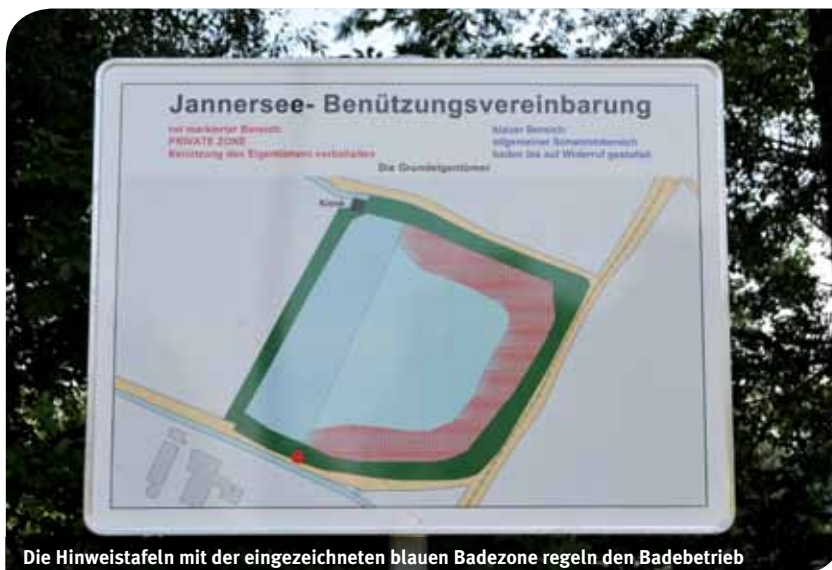 Jannersee- Benützungsvereinbarung
rot markierter Bereich:
PRIVATE ZONE
Benützung den Eigentümern vorbehalten
blauer Bereich:
allgemeiner Schwimmbereich
baden bis auf Widerruf gestattet
Die Grundeigentümer
Kiosk
Die Hinweistafeln mit der eingezeichneten blauen Badezone regeln den Badebetrieb